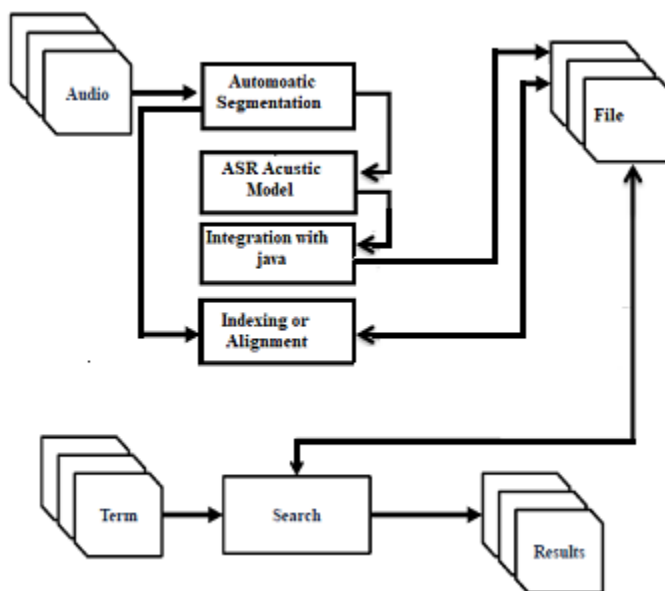 Audio
Automoatic
Segmentation
File
ASR Acustic
Model
Integration with
java
Indexing or
Alignment
Term
Search
Results